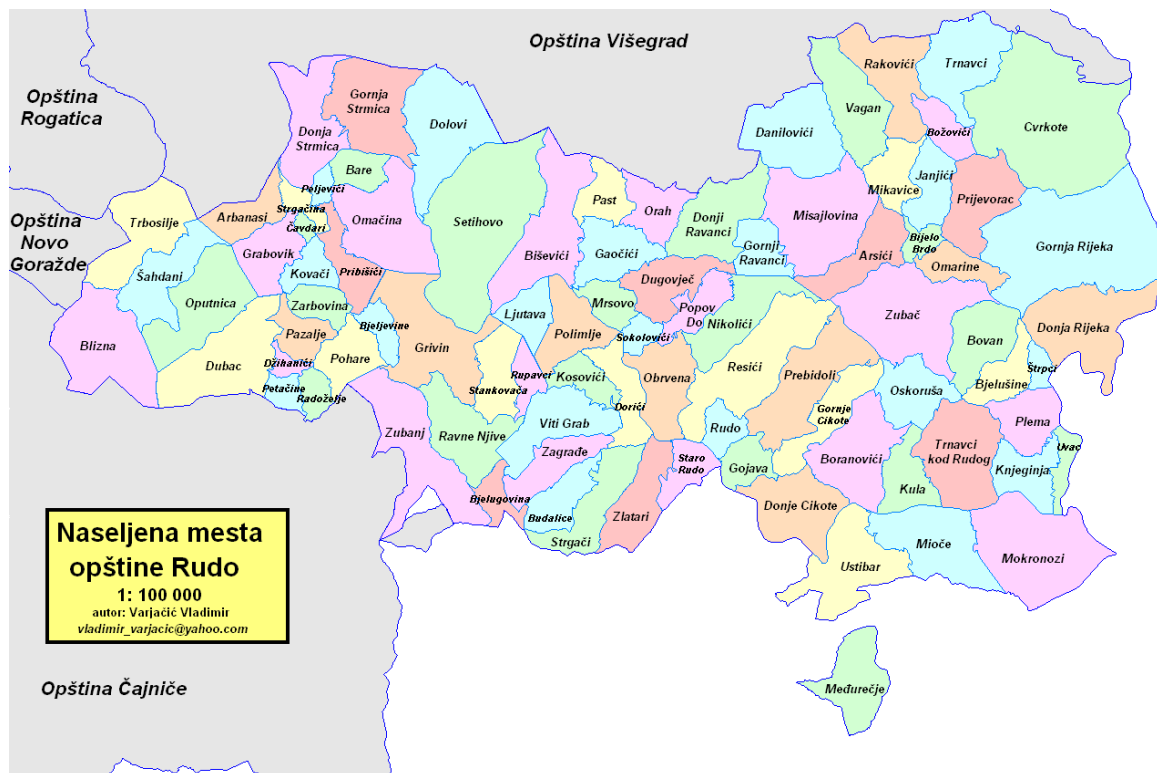 Opština Višegrad
Opština
Rogatica
Opština
Novo
Goražde
Opština Čajniče
Rakovići
Trnavci
Gornja
Strmica
Dolovi
Vagan
Cvrkote
Danilovići
Božovići
Donja
Strmica
Bare
Peljevići
Mikavice
Janjići
Prijevorac
Past
Orah
Strgačina
Čavdari
Omačina
Setihovo
Donji
Ravanci
Misajlovina
Trbosilje
Arbanasi
Grabovik
Gaočići
Gornji
Ravanci
Bijelo
Brdo
Arsići
Omarine
Gornja Rijeka
Šahdani
Kovači
Pribišići
Biševići
Dugovječ
Oputnica
Zarbovina
Mrsovo
Popov
Do
Nikolići
Zubač
Ljutava
Bjeljevine
Pazalje
Grivin
Polimlje
Sokolovići
Donja Rijeka
Bovan
Blizna
Dubac
Džihanići
Pohare
Rupavci
Kosovići
Obrvena
Resići
Prebidoli
Štrpci
Bjelušine
Petačine
Radoželje
Stankovača
Oskoruša
Dorići
Gornje
Cikote
Viti Grab
Rudo
Plema
Zubanj
Ravne Njive
Zagrađe
Staro
Rudo
Gojava
Boranovići
Trnavci
kod Rudog
Uvac
Knjeginja
Kula
Bjelugovina
Budalice
Zlatari
Donje Cikote
Strgači
Mioče
Mokronozi
Ustibar
Međurečje
Naseljena mesta
opštine Rudo
1: 100 000
autor: Varjačić Vladimir
vladimir_varjacic@yahoo.com